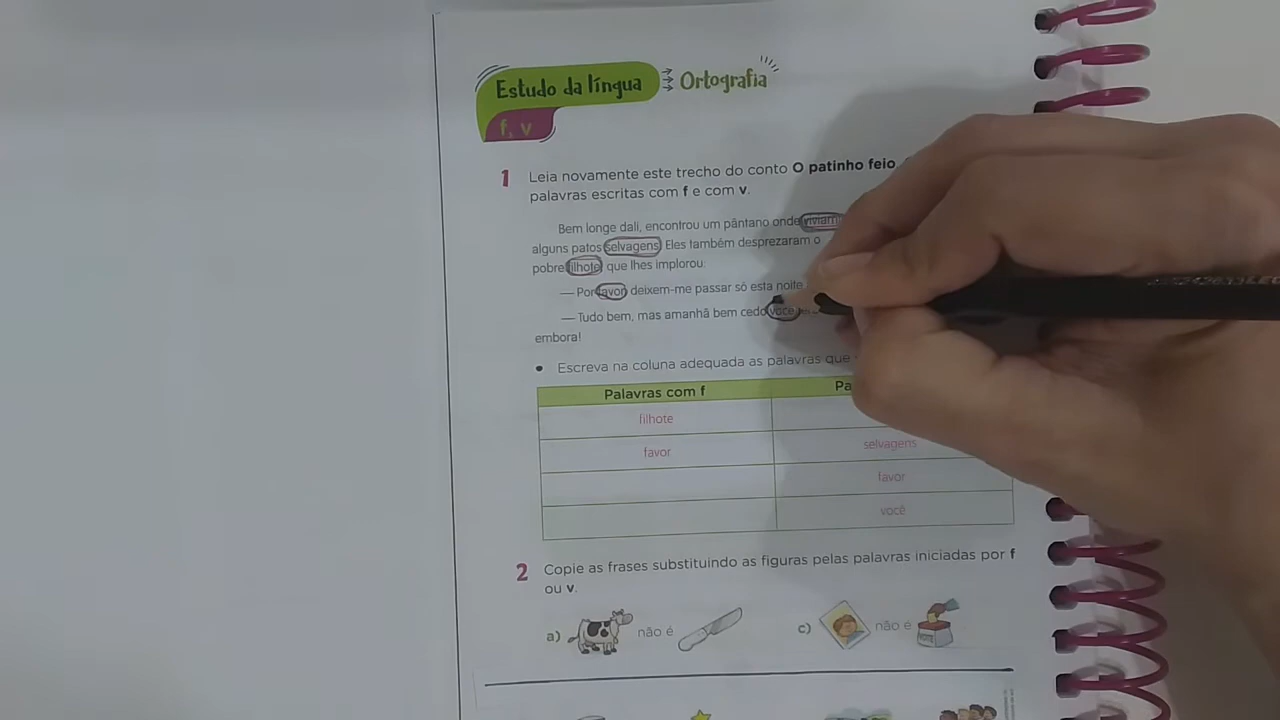 Estudo da língua Ortografia
f, v
1 Leia novamente este trecho do conto O patinho feio
palavras escritas com f e com v.
Bem longe dali, encontrou um pântano onde viviam
alguns patos selvagens. Eles também desprezaram o
pobre filhote, que lhes implorou:
— Por favor, deixem-me passar só esta noite
— Tudo bem, mas amanhã bem cedo você
embora!
• Escreva na coluna adequada as palavras que
Palavras com f
filhote
favor selvagens
favor
você
2 Copie as frases substituindo as figuras pelas palavras iniciadas por f
ou v.
a) não é c) não é
VOTE